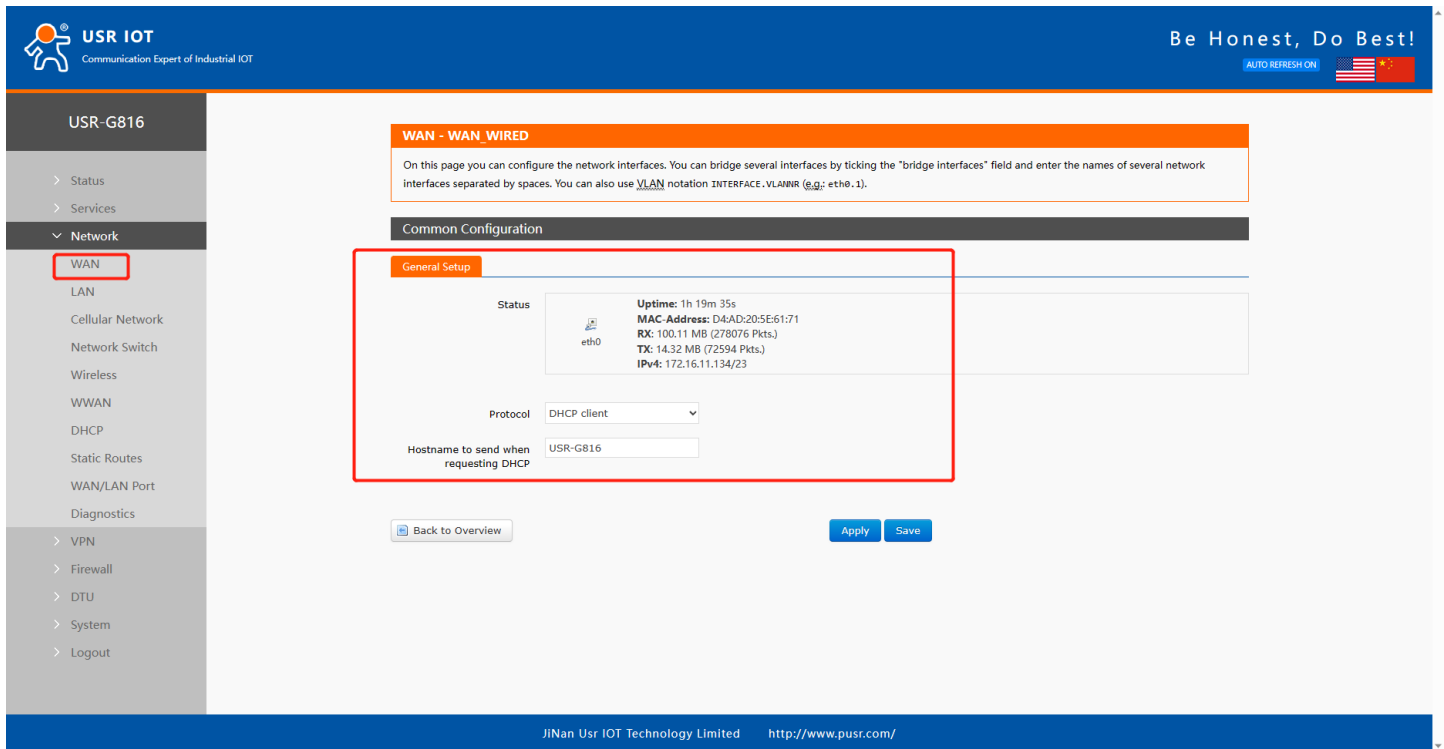 USR IOT
Communication Expert of Industrial IOT
Be Honest, Do Best!
AUTO REFRESH ON
USR-G816
Status
Services
Network
WAN
LAN
Cellular Network
Network Switch
Wireless
WWAN
DHCP
Static Routes
WAN/LAN Port
Diagnostics
VPN
Firewall
DTU
System
Logout
WAN - WAN_WIRED
On this page you can configure the network interfaces. You can bridge several interfaces by ticking the "bridge interfaces" field and enter the names of several network
interfaces separated by spaces. You can also use VLAN notation INTERFACE.VLANNR (e.g.: eth0.1).
Common Configuration
General Setup
Status
eth0
Uptime: 1h 19m 35s
MAC-Address: D4:AD:20:5E:61:71
RX: 100.11 MB (278076 Pkts.)
TX: 14.32 MB (72594 Pkts.)
IPv4: 172.16.11.134/23
Protocol
DHCP client
Hostname to send when
requesting DHCP
USR-G816
Back to Overview
Apply
Save
JiNan Usr IOT Technology Limited http://www.pusr.com/